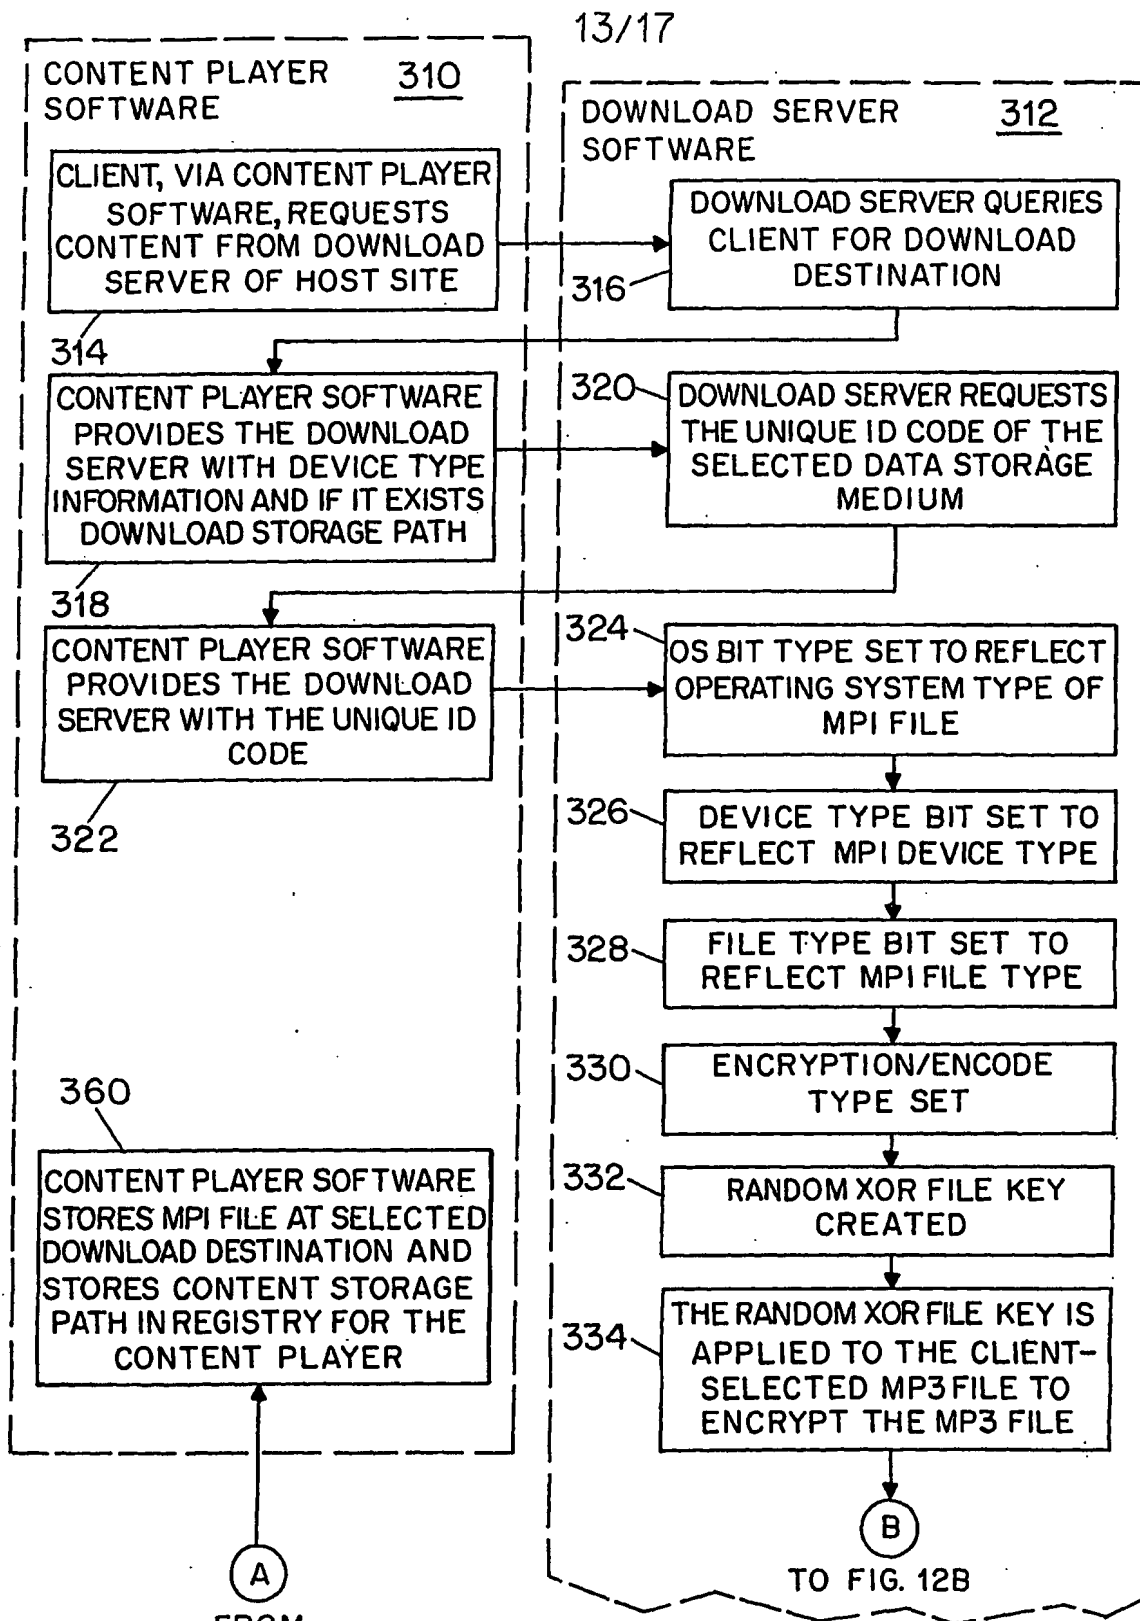 13/17
CONTENT PLAYER
SOFTWARE
310
CLIENT, VIA CONTENT PLAYER
SOFTWARE, REQUESTS
CONTENT FROM DOWNLOAD
SERVER OF HOST SITE
314
CONTENT PLAYER SOFTWARE
PROVIDES THE DOWNLOAD
SERVER WITH DEVICE TYPE
INFORMATION AND IF IT EXISTS
DOWNLOAD STORAGE PATH
318
CONTENT PLAYER SOFTWARE
PROVIDES THE DOWNLOAD
SERVER WITH THE UNIQUE ID
CODE
322
360
CONTENT PLAYER SOFTWARE
STORES MPI FILE AT SELECTED
DOWNLOAD DESTINATION AND
STORES CONTENT STORAGE
PATH IN REGISTRY FOR THE
CONTENT PLAYER
A
FROM
DOWNLOAD SERVER
SOFTWARE
312
DOWNLOAD SERVER QUERIES
CLIENT FOR DOWNLOAD
DESTINATION
316
320
DOWNLOAD SERVER REQUESTS
THE UNIQUE ID CODE OF THE
SELECTED DATA STORAGE
MEDIUM
324
OS BIT TYPE SET TO REFLECT
OPERATING SYSTEM TYPE OF
MPI FILE
326
DEVICE TYPE BIT SET TO
REFLECT MPI DEVICE TYPE
328
FILE TYPE BIT SET TO
REFLECT MPI FILE TYPE
330
ENCRYPTION/ENCODE
TYPE SET
332
RANDOM XOR FILE KEY
CREATED
334
THE RANDOM XOR FILE KEY IS
APPLIED TO THE CLIENT-
SELECTED MP3 FILE TO
ENCRYPT THE MP3 FILE
B
TO FIG. 12B